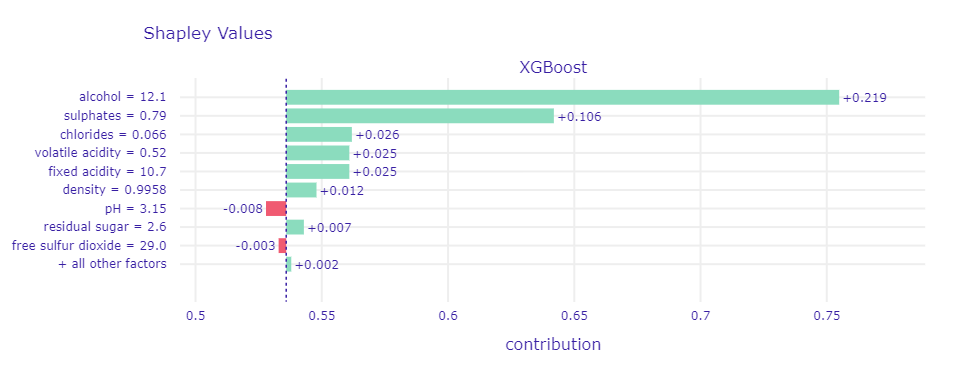 Shapley Values
XGBoost
alcohol = 12.1 +0.219
sulphates = 0.79 +0.106
chlorides = 0.066 +0.026
volatile acidity = 0.52 +0.025
fixed acidity = 10.7 +0.025
density = 0.9958 +0.012
pH = 3.15 -0.008
residual sugar = 2.6 +0.007
free sulfur dioxide = 29.0 -0.003
+ all other factors +0.002
0.5 0.55 0.6 0.65 0.7 0.75
contribution